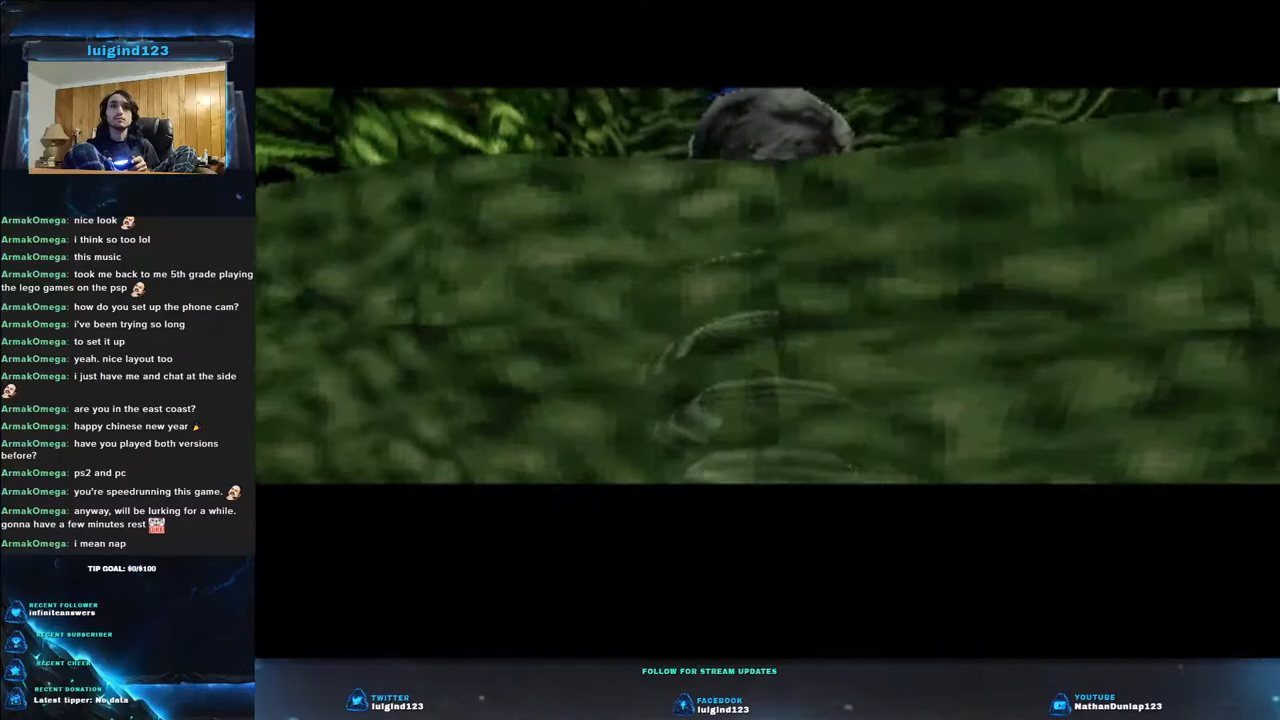 luigind123
ArmakOmega: nice look
ArmakOmega: i think so too lol
ArmakOmega: this music
ArmakOmega: took me back to me 5th grade playing
the lego games on the psp
ArmakOmega: how do you set up the phone cam?
ArmakOmega: i've been trying so long
ArmakOmega: to set it up
ArmakOmega: yeah. nice layout too
ArmakOmega: i just have me and chat at the side
ArmakOmega: are you in the east coast?
ArmakOmega: happy chinese new year
ArmakOmega: have you played both versions
before?
ArmakOmega: ps2 and pc
ArmakOmega: you're speedrunning this game.
ArmakOmega: anyway, will be lurking for a while.
gonna have a few minutes rest
ArmakOmega: i mean nap
TIP GOAL: $0/$100
RECENT FOLLOWER
infiniteanswers
RECENT SUBSCRIBER
RECENT CHEER
RECENT DONATION
Latest tipper: No data
FOLLOW FOR STREAM UPDATES
TWITTER
luigind123
FACEBOOK
luigind123
YOUTUBE
NathanDunlap123